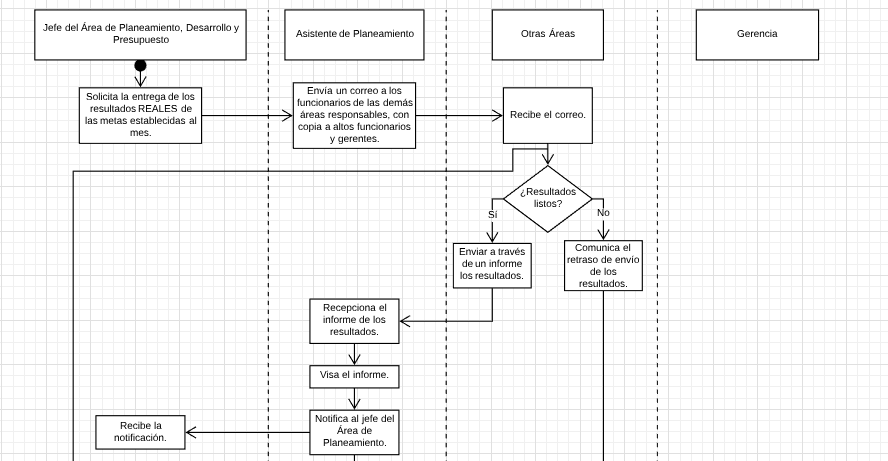 Jefe del Área de Planeamiento, Desarrollo y
Presupuesto
Asistente de Planeamiento
Otras Áreas
Gerencia
Solicita la entrega de los
resultados REALES de
las metas establecidas al
mes.
Envía un correo a los
funcionarios de las demás
áreas responsables, con
copia a altos funcionarios
y gerentes.
Recibe el correo.
¿Resultados
listos?
Sí
No
Enviar a través
de un informe
los resultados.
Comunica el
retraso de envío
de los
resultados.
Recepciona el
informe de los
resultados.
Visa el informe.
Notifica al jefe del
Área de
Planeamiento.
Recibe la
notificación.